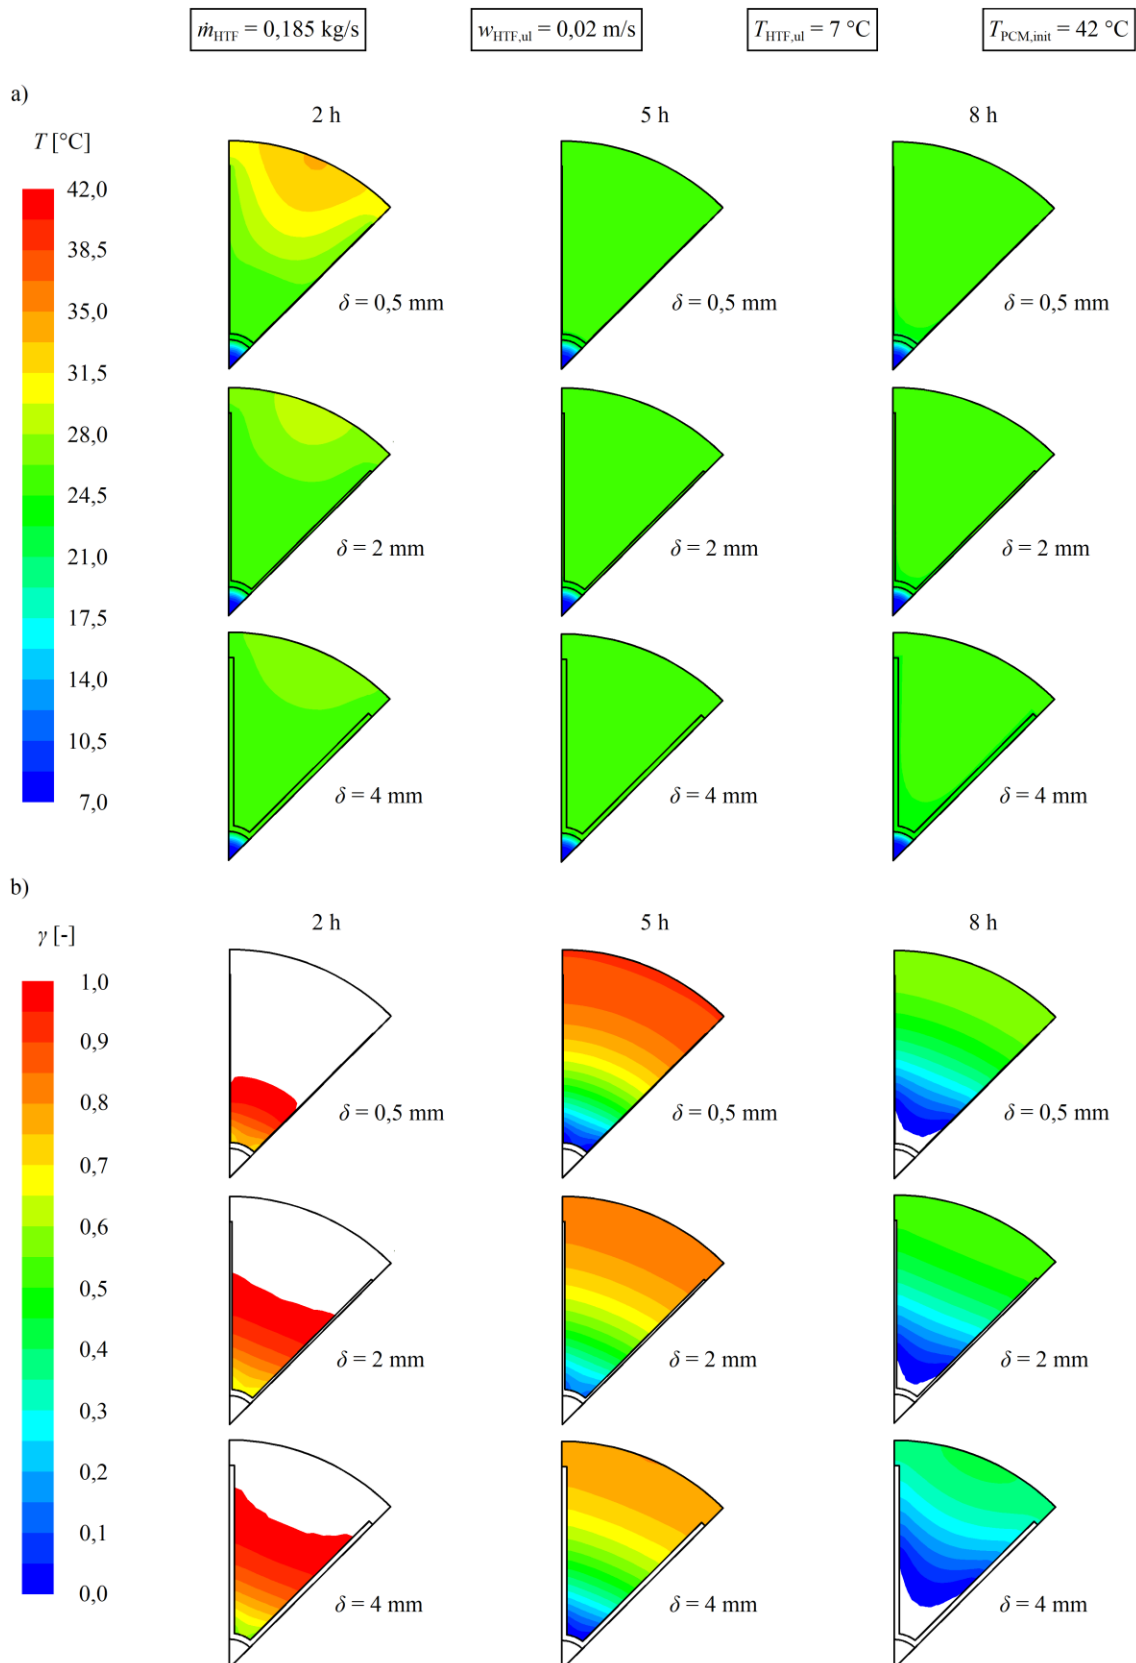 ṁHTF = 0,185 kg/s wHTF,ul = 0,02 m/s THTF,ul = 7 °C TPCM,init = 42 °C
a)
2 h 5 h 8 h
T [°C]
42,0
38,5
35,0
31,5
28,0
24,5
21,0
17,5
14,0
10,5
7,0
δ = 0,5 mm δ = 0,5 mm δ = 0,5 mm
δ = 2 mm δ = 2 mm δ = 2 mm
δ = 4 mm δ = 4 mm δ = 4 mm
b)
2 h 5 h 8 h
γ [-]
1,0
0,9
0,8
0,7
0,6
0,5
0,4
0,3
0,2
0,1
0,0
δ = 0,5 mm δ = 0,5 mm δ = 0,5 mm
δ = 2 mm δ = 2 mm δ = 2 mm
δ = 4 mm δ = 4 mm δ = 4 mm